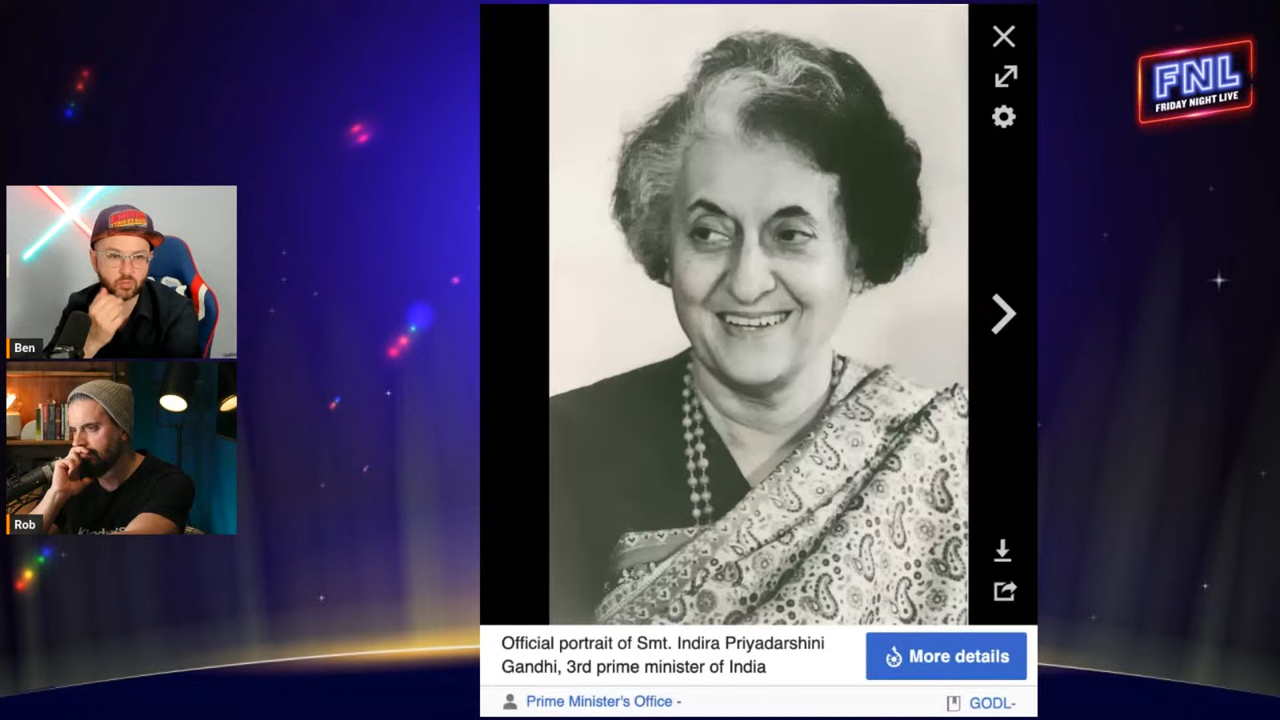 FNL
FRIDAY NIGHT LIVE
Ben
Rob
Official portrait of Smt. Indira Priyadarshini
Gandhi, 3rd prime minister of India
More details
Prime Minister's Office -
GODL-